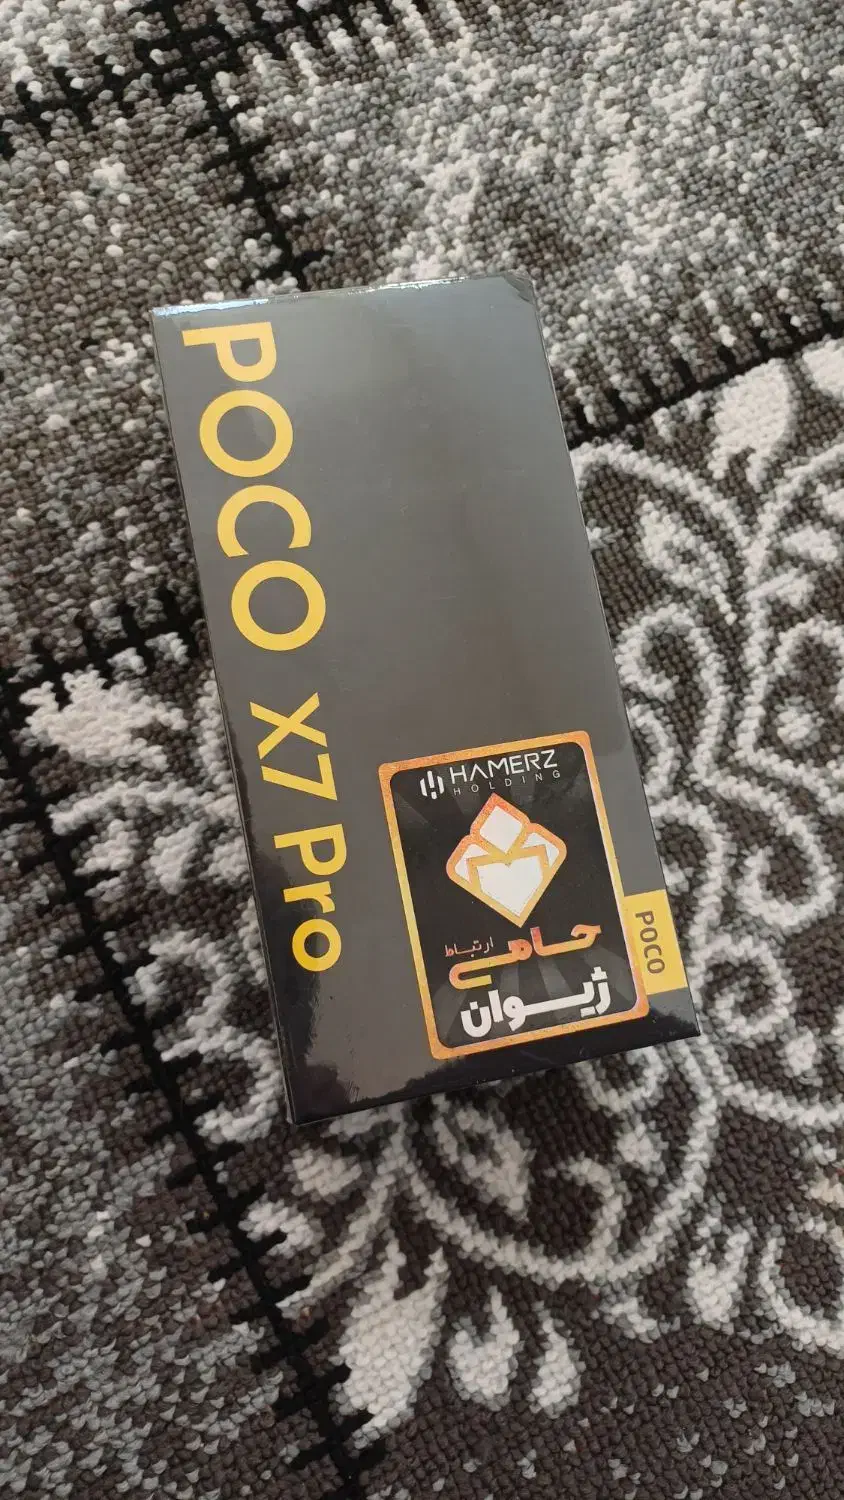 POCO X7 Pro
HAMERZ
HOLDING
حامی ارتباط
ژیوان
POCO